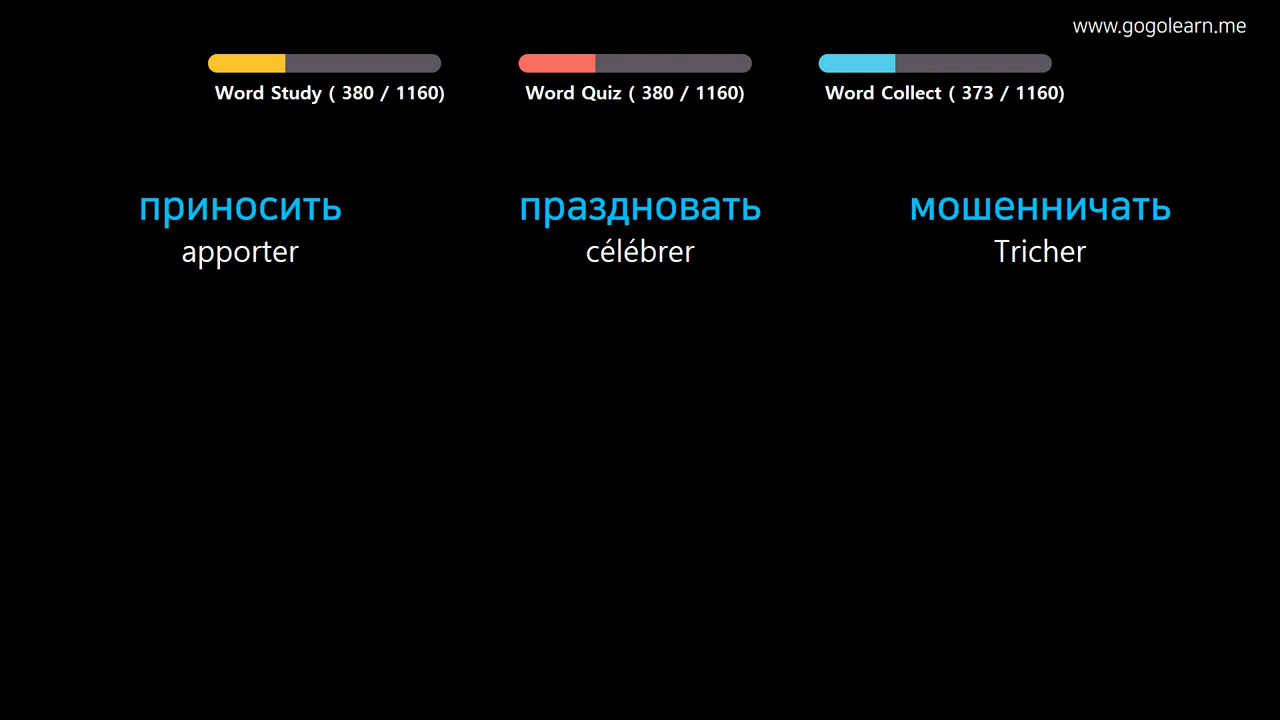 www.gogolearn.me
Word Study ( 380 / 1160)
Word Quiz ( 380 / 1160)
Word Collect ( 373 / 1160)
приносить
apporter
праздновать
célébrer
мошенничать
Tricher